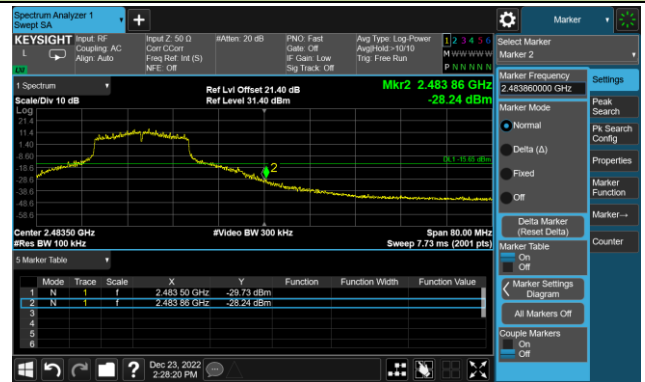 Spectrum Analyzer 1
Swept SA
Marker
KEYSIGHT Input: RF Input Z: 50 Ω #Atten: 20 dB PNO: Fast Avg Type: Log-Power 1 2 3 4 5 6
L Coupling: AC Corr CCorr Gate: Off Avg|Hold:>10/10 M W W W W W
Align: Auto Freq Ref: Int (S) IF Gain: Low Trig: Free Run
NFE: Off Sig Track: Off P N N N N N
Select Marker
Marker 2
1 Spectrum
Scale/Div 10 dB
Ref Lvl Offset 21.40 dB
Ref Level 31.40 dBm
Mkr2 2.483 86 GHz
-28.24 dBm
Log
21.4
11.4
1.40
-8.60
-18.6
-28.6
-38.6
-48.6
-58.6
DL1 -15.65 dBm
2
Center 2.48350 GHz
#Res BW 100 kHz
#Video BW 300 kHz
Span 80.00 MHz
Sweep 7.73 ms (2001 pts)
5 Marker Table
Mode Trace Scale X Y Function Function Width Function Value
1 N 1 f 2.483 50 GHz -29.73 dBm
2 N 1 f 2.483 86 GHz -28.24 dBm
3
4
5
6
Marker Frequency
2.483860000 GHz
Marker Mode
Normal
Delta (Δ)
Fixed
Off
Delta Marker
(Reset Delta)
Marker Table
On
Off
Marker Settings
Diagram
All Markers Off
Couple Markers
On
Off
Settings
Peak
Search
Pk Search
Config
Properties
Marker
Function
Marker→
Counter
?
Dec 23, 2022
2:28:20 PM